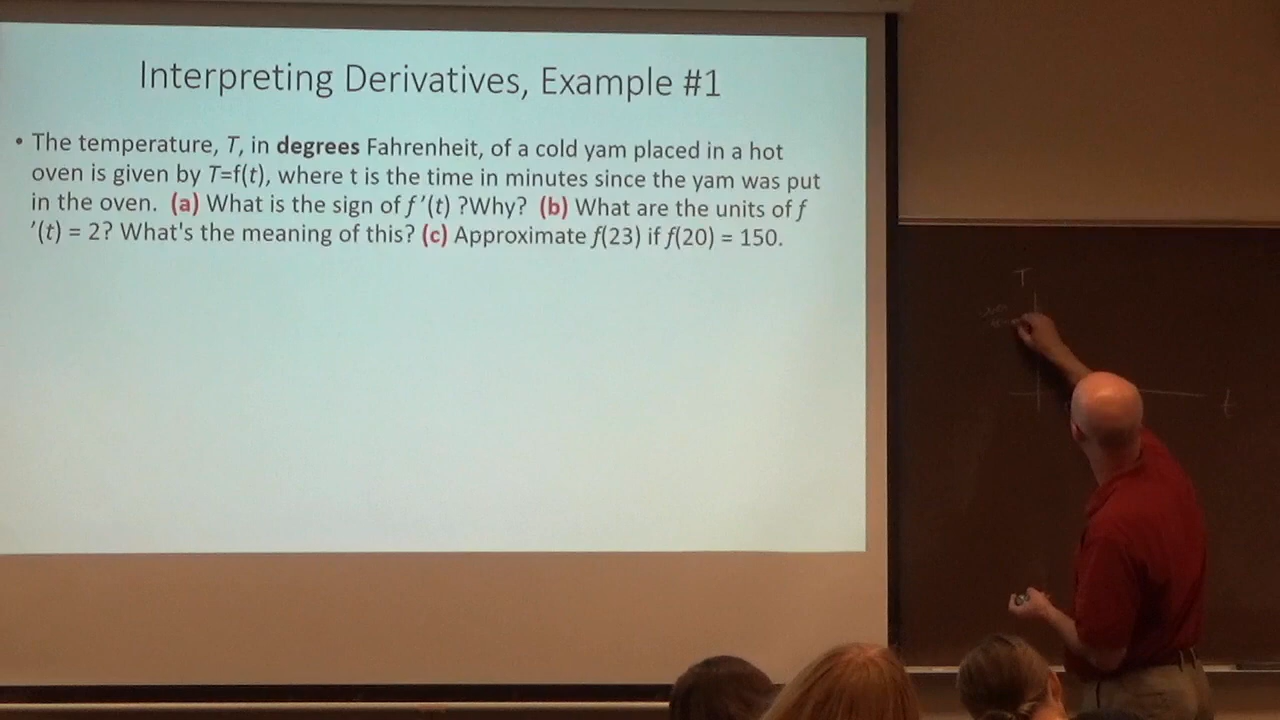 Interpreting Derivatives, Example #1
• The temperature, T, in degrees Fahrenheit, of a cold yam placed in a hot
oven is given by T=f(t), where t is the time in minutes since the yam was put
in the oven. (a) What is the sign of f ’(t) ?Why? (b) What are the units of f
’(t) = 2? What's the meaning of this? (c) Approximate f(23) if f(20) = 150.
T
t